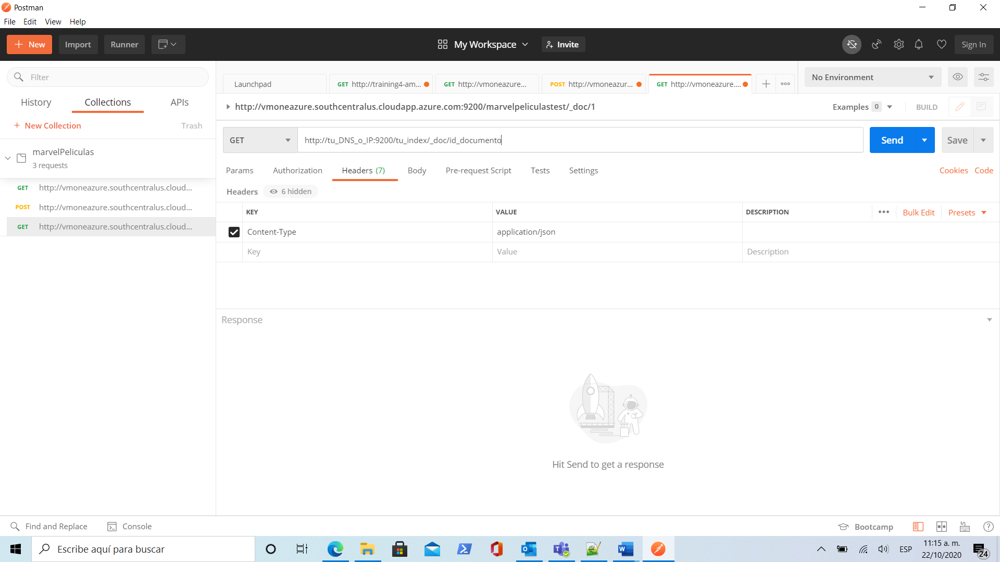 Postman
File Edit View Help
New Import Runner My Workspace Invite Sign In
Filter
History Collections APIs
+ New Collection Trash
marvelPeliculas
3 requests
GET http://vmoneazure.southcentralus.cloud...
POST http://vmoneazure.southcentralus.cloud...
GET http://vmoneazure.southcentralus.cloud...
Launchpad GET http://training4-am... GET http://vmoneazure... POST http://vmoneazur... GET http://vmoneazure.... No Environment
http://vmoneazure.southcentralus.cloudapp.azure.com:9200/marvelpeliculastest/_doc/1 Examples 0 BUILD
GET http://tu_DNS_o_IP:9200/tu_index/_doc/id_documento Send Save
Params Authorization Headers (7) Body Pre-request Script Tests Settings Cookies Code
Headers 6 hidden
KEY VALUE DESCRIPTION Bulk Edit Presets
Content-Type application/json
Key Value Description
Response
Hit Send to get a response
Find and Replace Console Bootcamp
Escribe aquí para buscar ESP 11:15 a. m.
22/10/2020 24